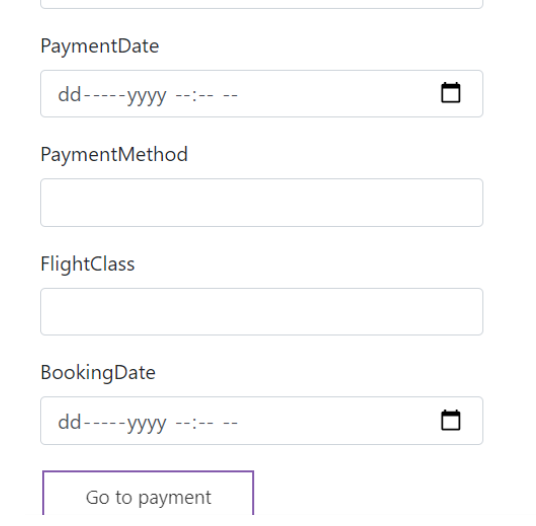 PaymentDate
dd-----yyyy --:-- --
PaymentMethod
FlightClass
BookingDate
dd-----yyyy --:-- --
Go to payment